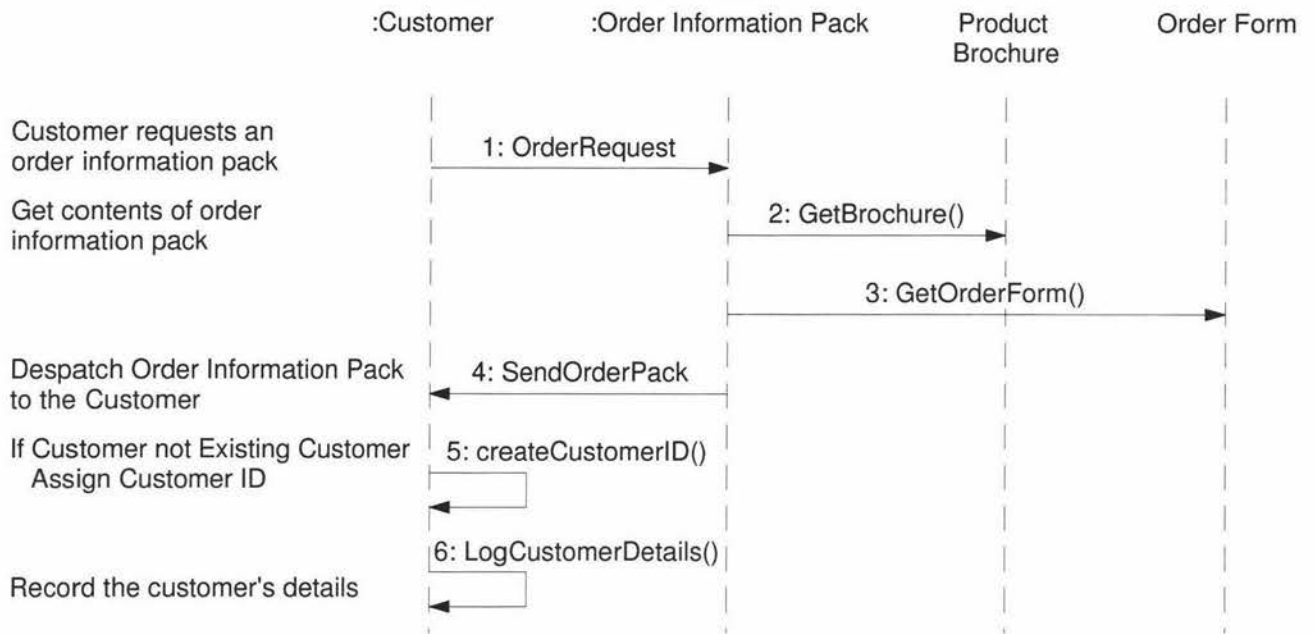 :Customer
:Order Information Pack
Product
Brochure
Order Form
Customer requests an
order information pack
1: OrderRequest
Get contents of order
information pack
2: GetBrochure()
3: GetOrderForm()
Despatch Order Information Pack
to the Customer
4: SendOrderPack
If Customer not Existing Customer
Assign Customer ID
5: createCustomerID()
6: LogCustomerDetails()
Record the customer's details